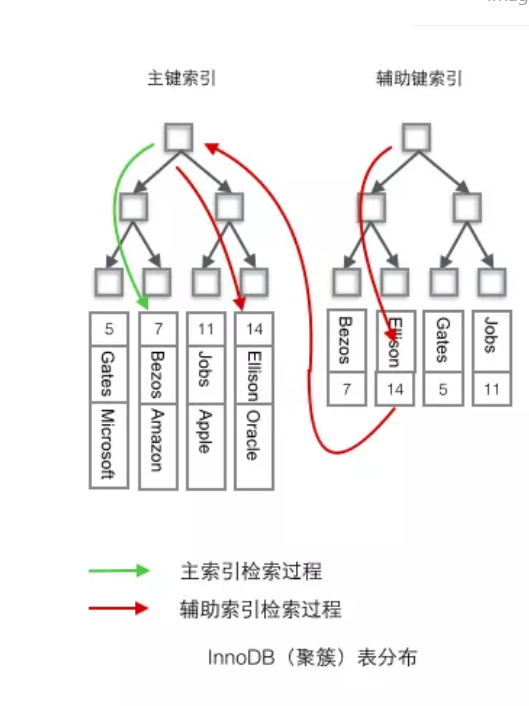 主键索引
辅助键索引
5
Gates
Microsoft
7
Bezos
Amazon
11
Jobs
Apple
14
Ellison
Oracle
Bezos
7
Ellison
14
Gates
5
Jobs
11
主索引检索过程
辅助索引检索过程
InnoDB（聚簇）表分布